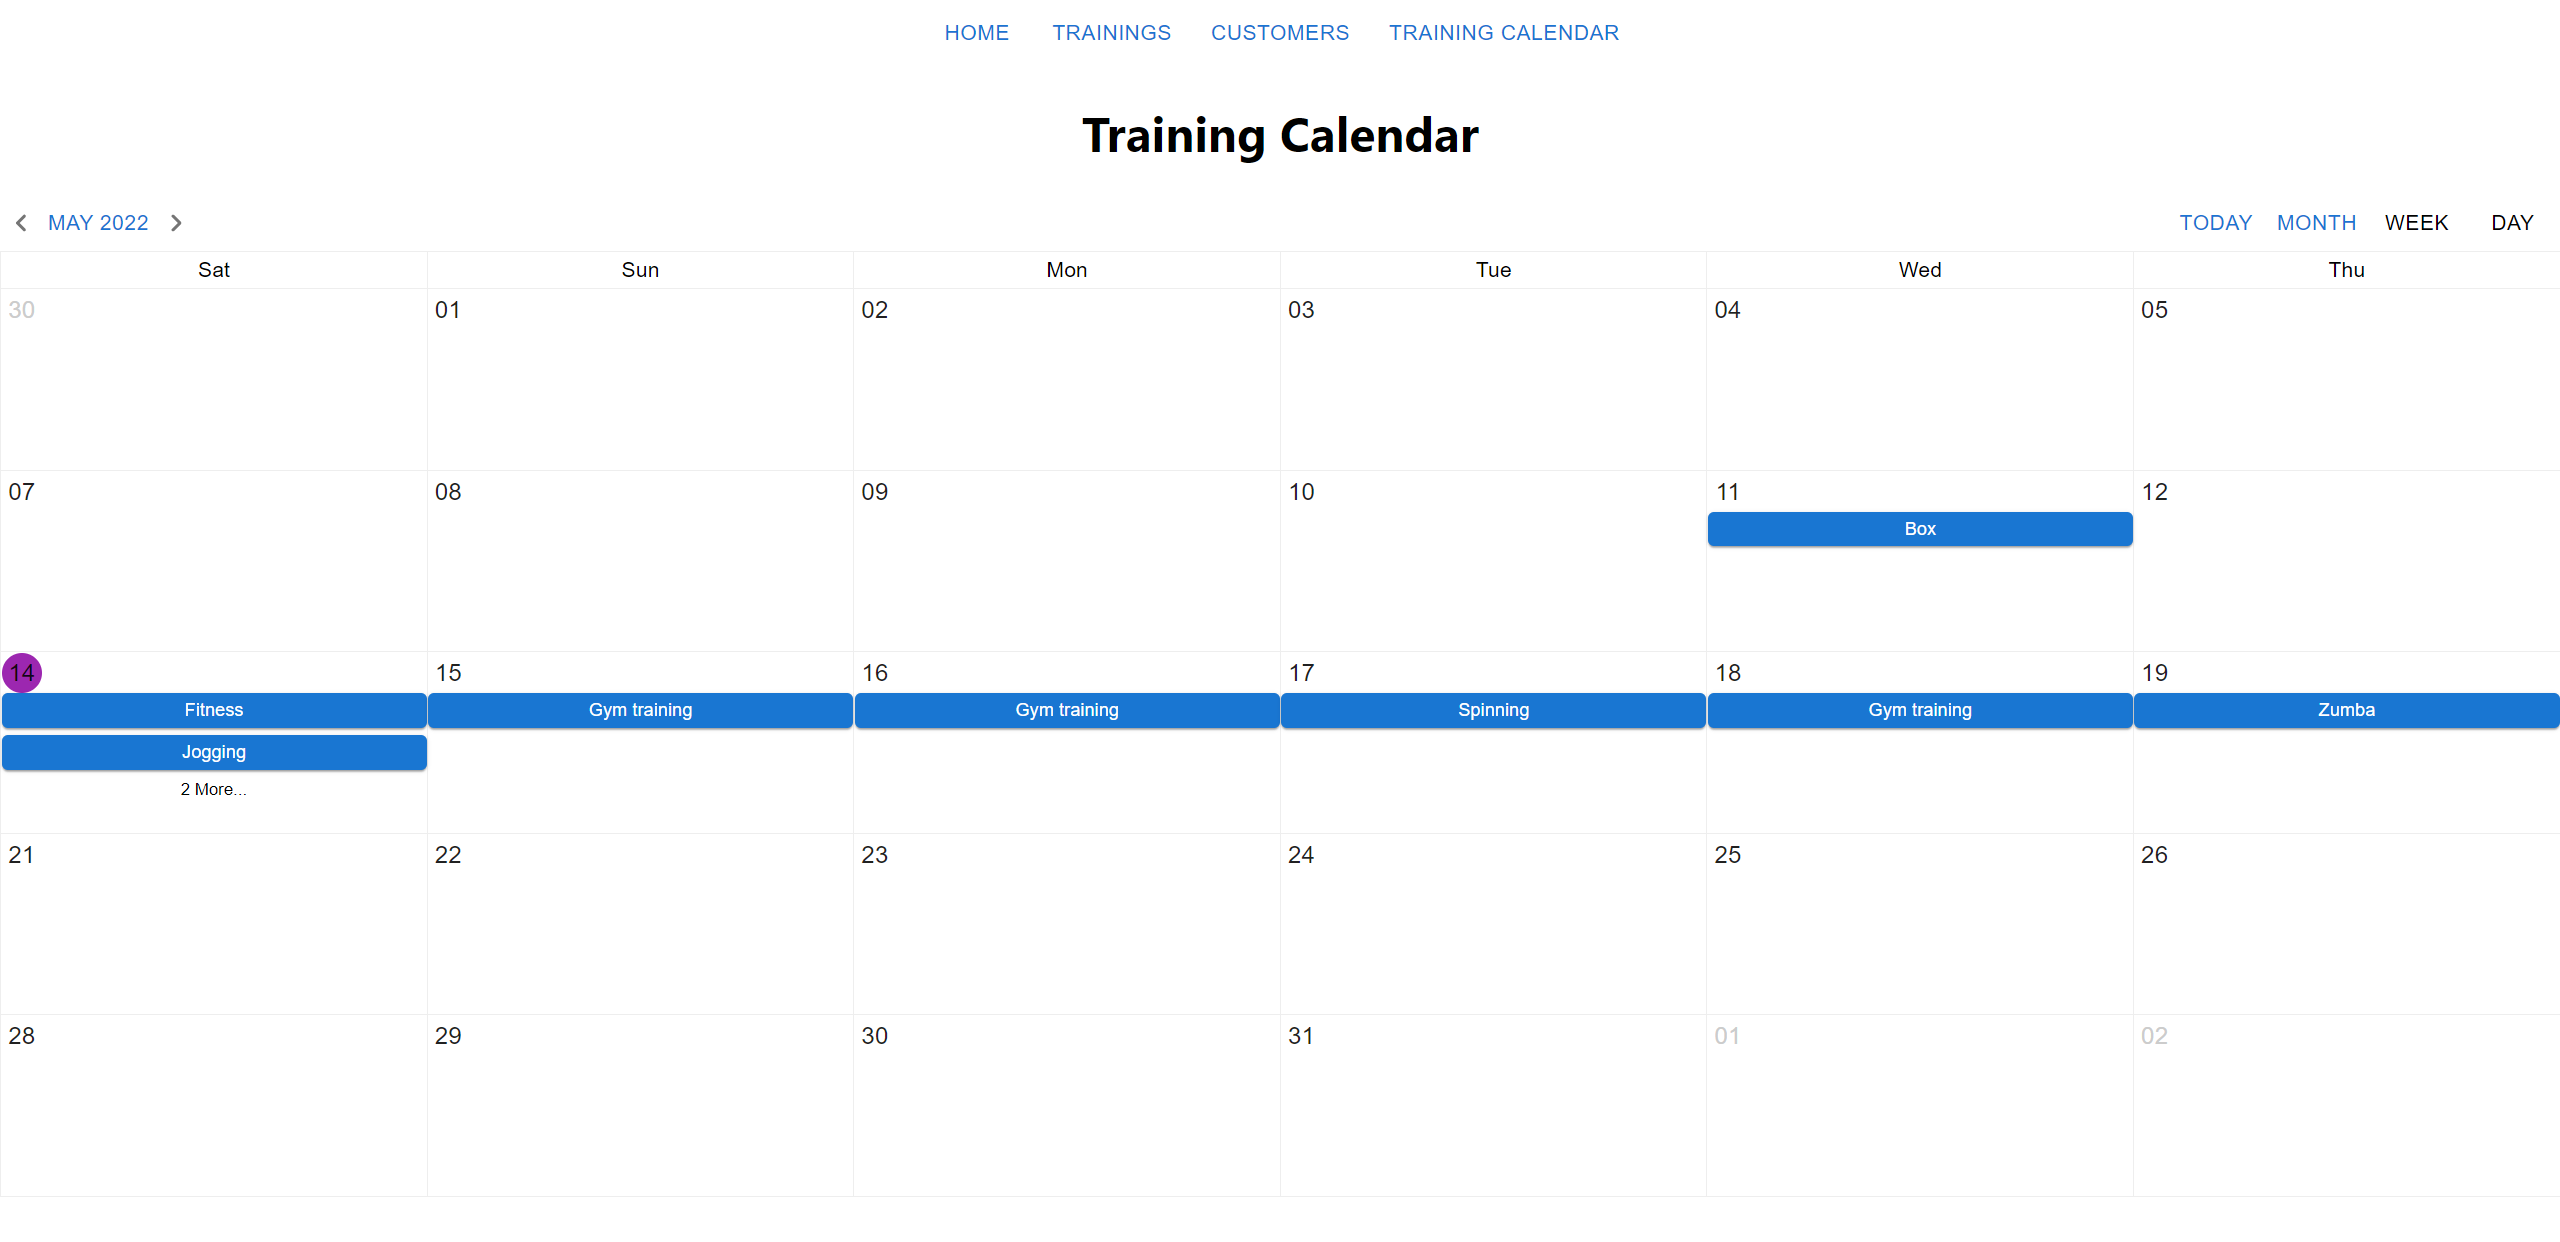 HOME TRAININGS CUSTOMERS TRAINING CALENDAR
Training Calendar
MAY 2022 TODAY MONTH WEEK DAY
Sat Sun Mon Tue Wed Thu
30 01 02 03 04 05
07 08 09 10 11 12
Box
14 15 16 17 18 19
Fitness Gym training Gym training Spinning Gym training Zumba
Jogging
2 More...
21 22 23 24 25 26
28 29 30 31 01 02